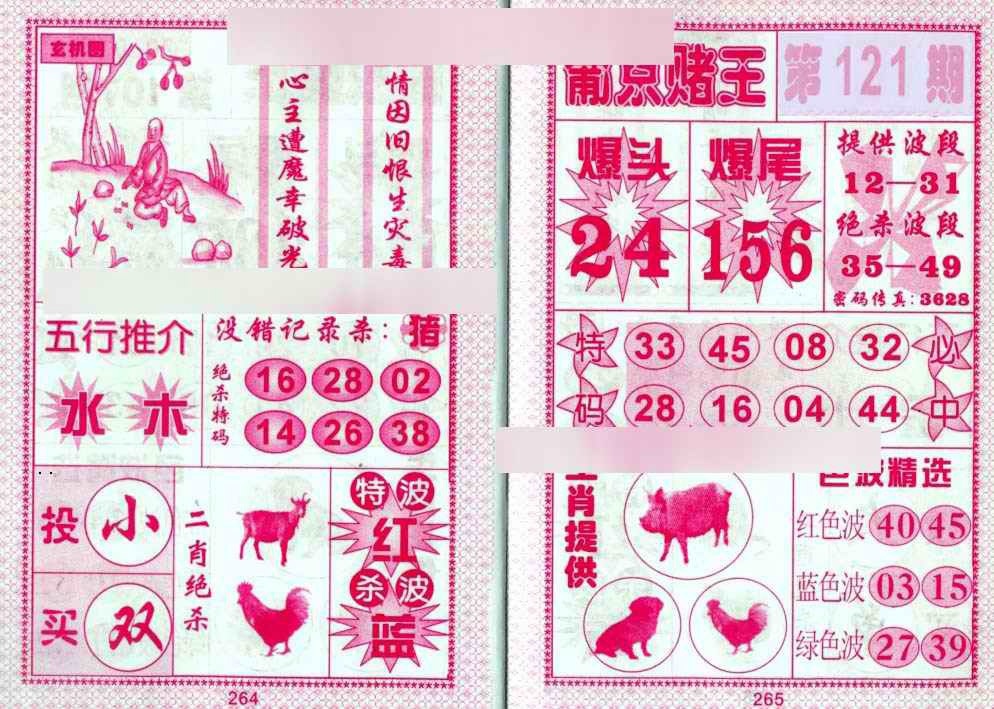 玄机图
情因旧恨生灾毒
心主遭魔幸破光
五行推介
水 木
没错记录杀：猪
绝杀特码
16 28 02
14 26 38
投 小
买 双
二肖绝杀
特波
红
杀波
蓝
264
葡京赌王
第121期
爆头
24
爆尾
156
提供波段
12—31
绝杀波段
35—49
密码传真:3628
特码
33 45 08 32
28 16 04 44
必中
肖提供
色波精选
红色波 40 45
蓝色波 03 15
绿色波 27 39
265